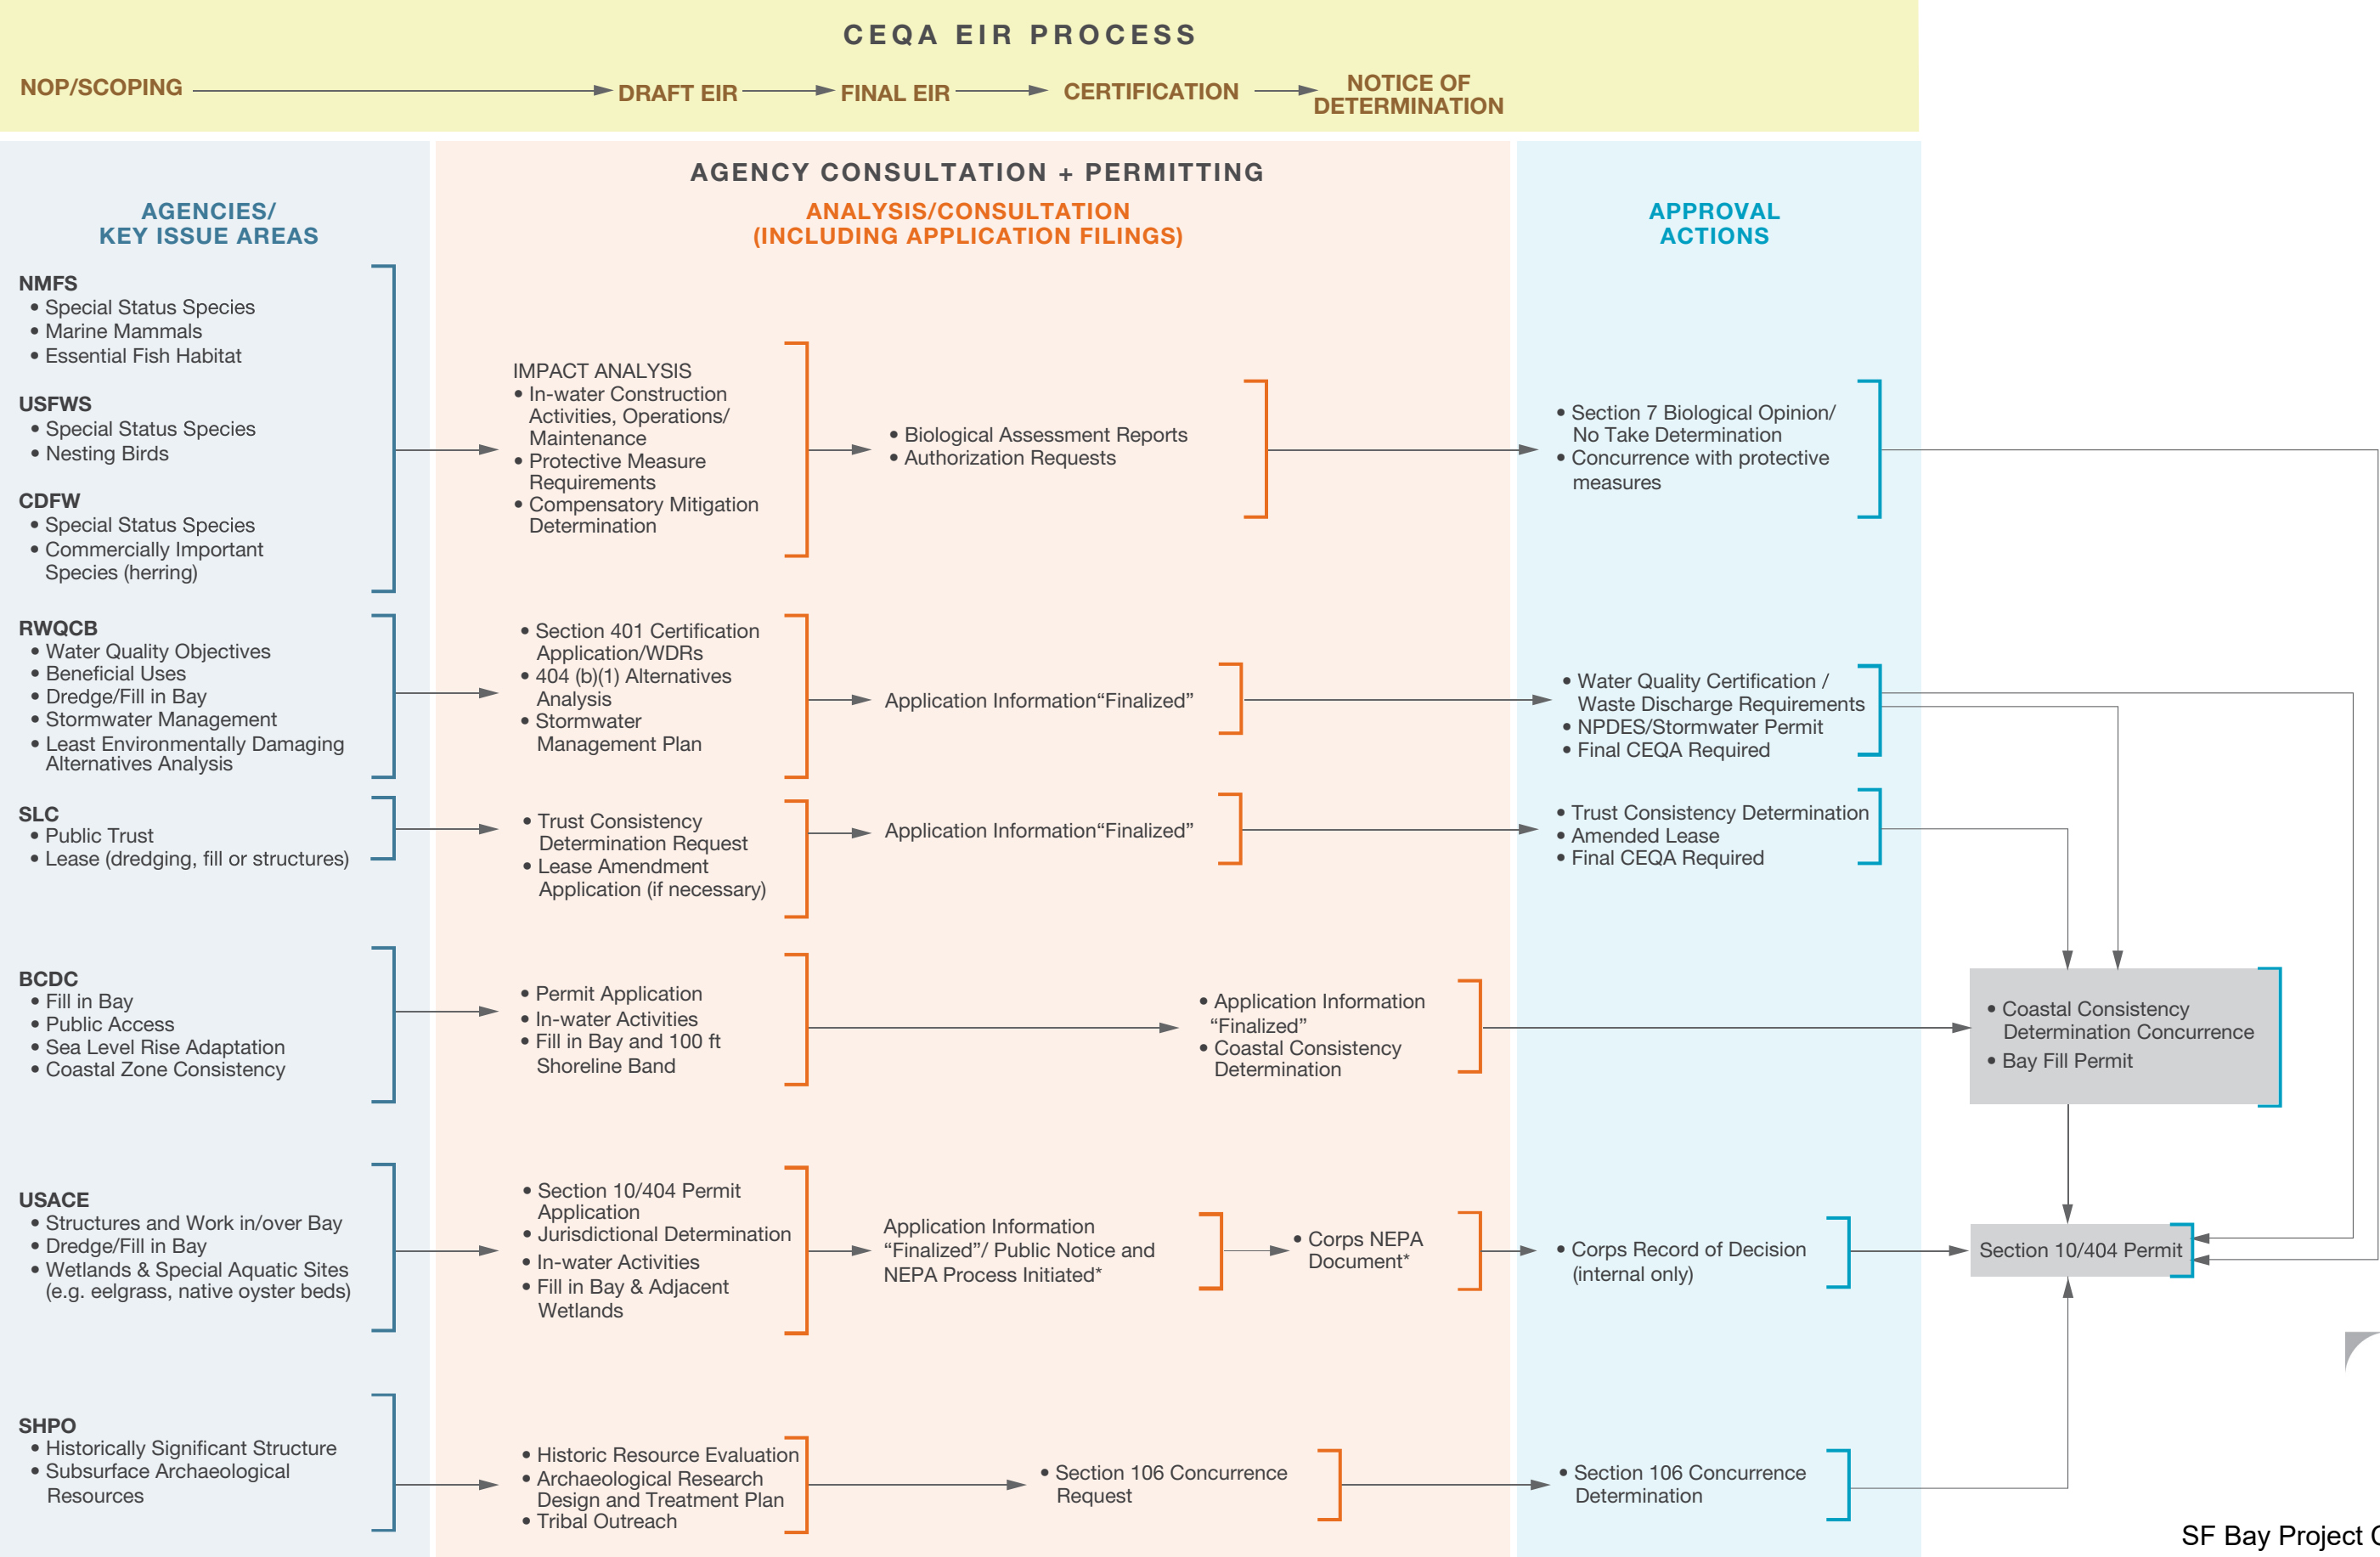 CEQA EIR PROCESS
NOP/SCOPING
DRAFT EIR
FINAL EIR
CERTIFICATION
NOTICE OF
DETERMINATION
AGENCY CONSULTATION + PERMITTING
AGENCIES/
KEY ISSUE AREAS
ANALYSIS/CONSULTATION
(INCLUDING APPLICATION FILINGS)
APPROVAL
ACTIONS
NMFS
• Special Status Species
• Marine Mammals
• Essential Fish Habitat
USFWS
• Special Status Species
• Nesting Birds
CDFW
• Special Status Species
• Commercially Important
Species (herring)
IMPACT ANALYSIS
• In-water Construction
Activities, Operations/
Maintenance
• Protective Measure
Requirements
• Compensatory Mitigation
Determination
• Biological Assessment Reports
• Authorization Requests
• Section 7 Biological Opinion/
No Take Determination
• Concurrence with protective
measures
RWQCB
• Water Quality Objectives
• Beneficial Uses
• Dredge/Fill in Bay
• Stormwater Management
• Least Environmentally Damaging
Alternatives Analysis
• Section 401 Certification
Application/WDRs
• 404 (b)(1) Alternatives
Analysis
• Stormwater
Management Plan
Application Information“Finalized”
• Water Quality Certification /
Waste Discharge Requirements
• NPDES/Stormwater Permit
• Final CEQA Required
SLC
• Public Trust
• Lease (dredging, fill or structures)
• Trust Consistency
Determination Request
• Lease Amendment
Application (if necessary)
Application Information“Finalized”
• Trust Consistency Determination
• Amended Lease
• Final CEQA Required
BCDC
• Fill in Bay
• Public Access
• Sea Level Rise Adaptation
• Coastal Zone Consistency
• Permit Application
• In-water Activities
• Fill in Bay and 100 ft
Shoreline Band
• Application Information
“Finalized”
• Coastal Consistency
Determination
• Coastal Consistency
Determination Concurrence
• Bay Fill Permit
USACE
• Structures and Work in/over Bay
• Dredge/Fill in Bay
• Wetlands & Special Aquatic Sites
(e.g. eelgrass, native oyster beds)
• Section 10/404 Permit
Application
• Jurisdictional Determination
• In-water Activities
• Fill in Bay & Adjacent
Wetlands
Application Information
“Finalized”/ Public Notice and
NEPA Process Initiated*
• Corps NEPA
Document*
• Corps Record of Decision
(internal only)
Section 10/404 Permit
SHPO
• Historically Significant Structure
• Subsurface Archaeological
Resources
• Historic Resource Evaluation
• Archaeological Research
Design and Treatment Plan
• Tribal Outreach
• Section 106 Concurrence
Request
• Section 106 Concurrence
Determination
SF Bay Project